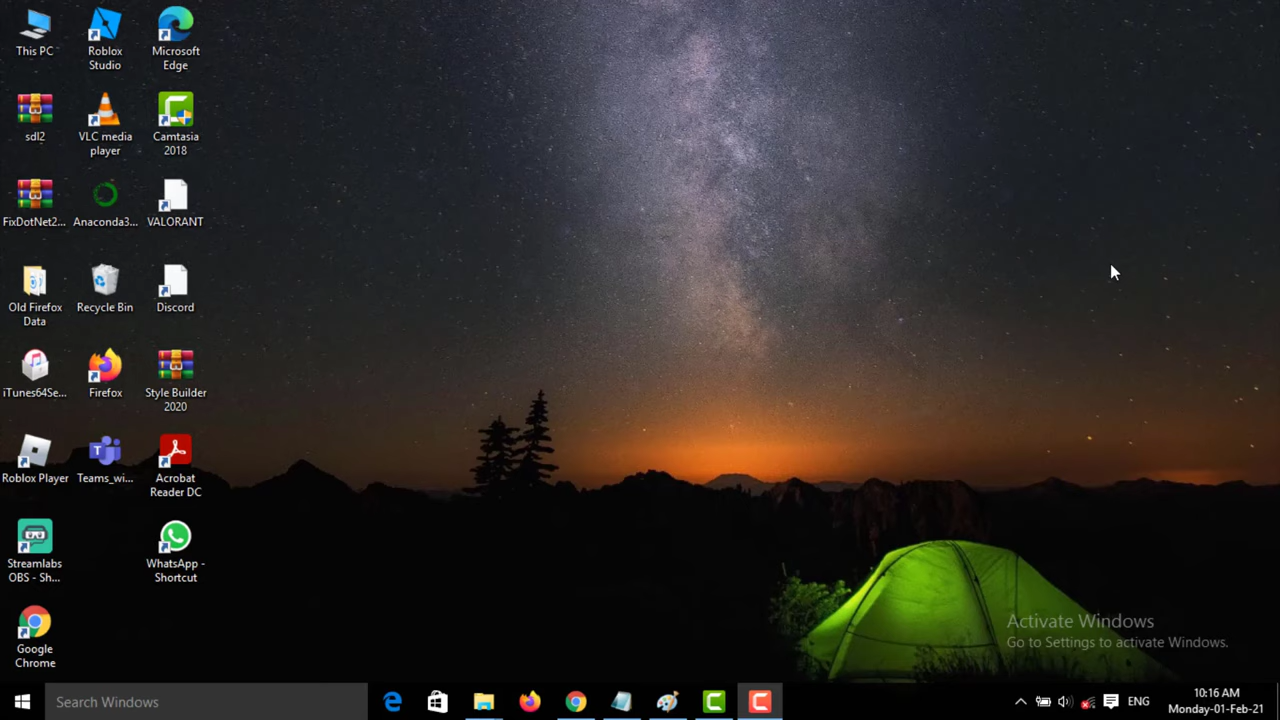 This PC
Roblox
Studio
Microsoft
Edge
sdl2
VLC media
player
Camtasia
2018
FixDotNet2...
Anaconda3...
VALORANT
Old Firefox
Data
Recycle Bin
Discord
iTunes64Se...
Firefox
Style Builder
2020
Roblox Player
Teams_wi...
Acrobat
Reader DC
Streamlabs
OBS - Sh...
WhatsApp -
Shortcut
Google
Chrome
Activate Windows
Go to Settings to activate Windows.
Search Windows
ENG
10:16 AM
Monday-01-Feb-21